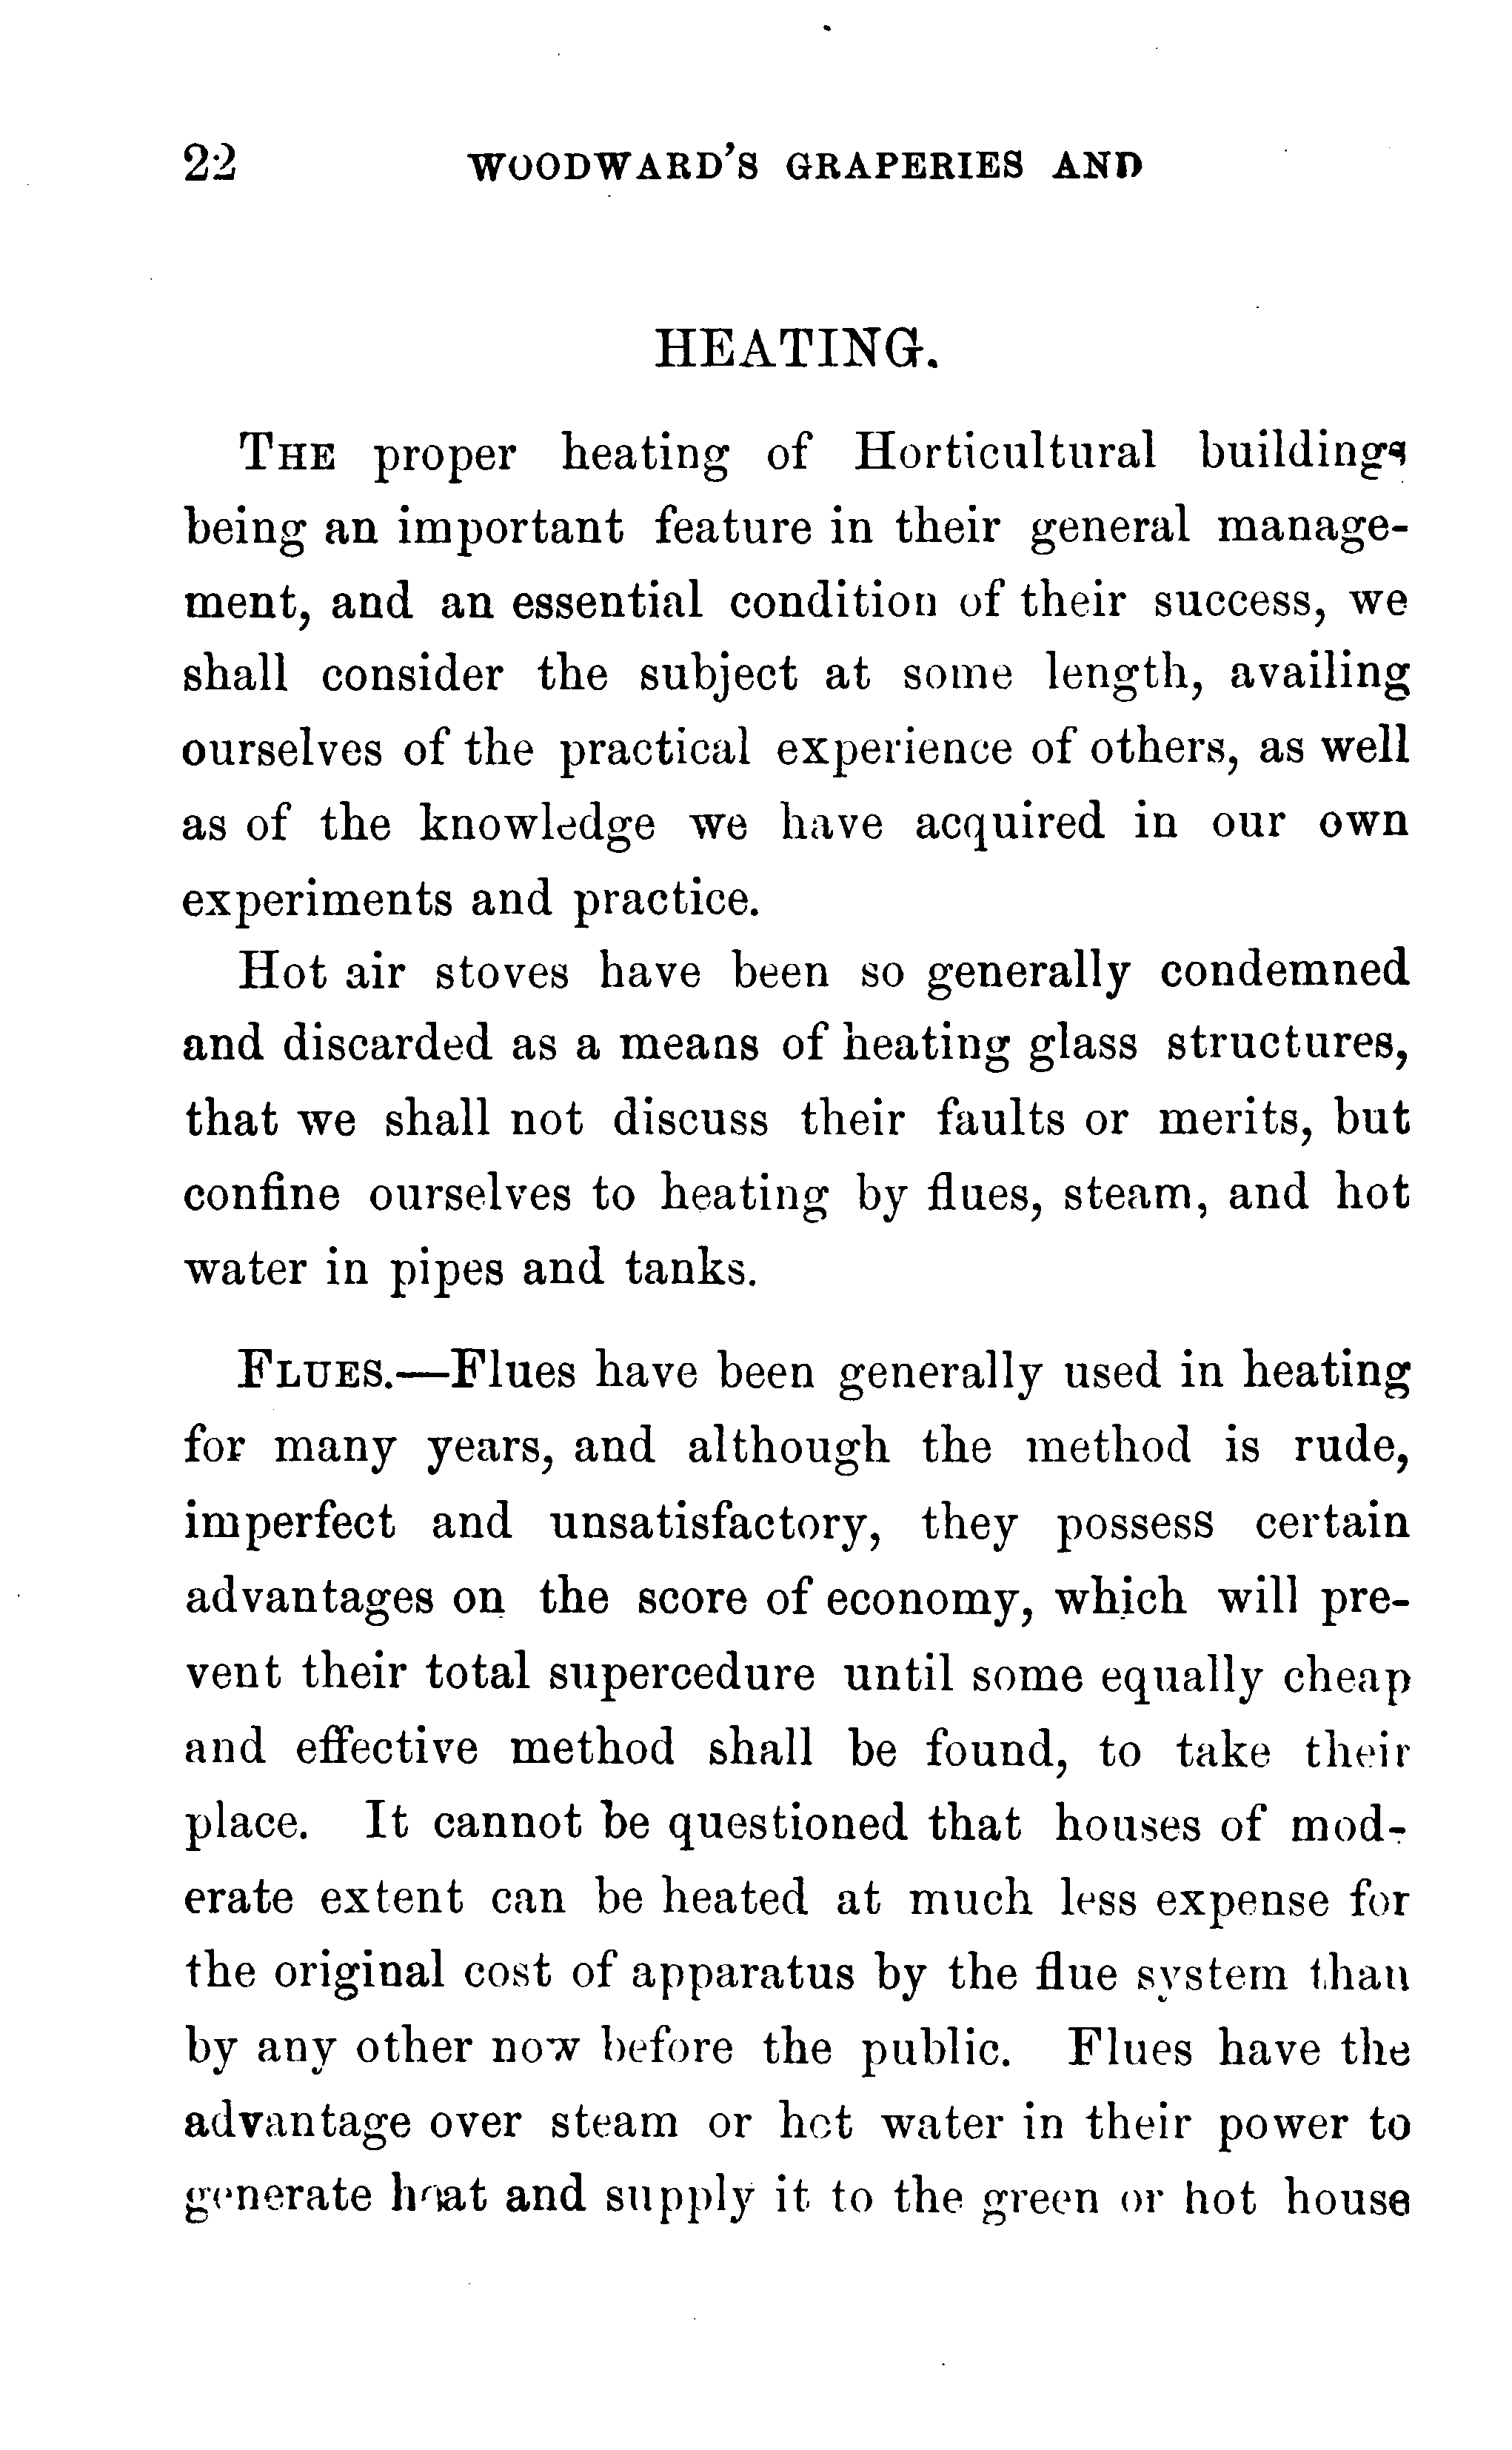 22 WOODWARD'S GRAPERIES AND
HEATING.
THE proper heating of Horticultural buildings
being an important feature in their general manage-
ment, and an essential condition of their success, we
shall consider the subject at some length, availing
ourselves of the practical experience of others, as well
as of the knowledge we have acquired in our own
experiments and practice.
Hot air stoves have been so generally condemned
and discarded as a means of heating glass structures,
that we shall not discuss their faults or merits, but
confine ourselves to heating by flues, steam, and hot
water in pipes and tanks.
FLUES.—Flues have been generally used in heating
for many years, and although the method is rude,
imperfect and unsatisfactory, they possess certain
advantages on the score of economy, which will pre-
vent their total supercedure until some equally cheap
and effective method shall be found, to take their
place. It cannot be questioned that houses of mod-
erate extent can be heated at much less expense for
the original cost of apparatus by the flue system than
by any other now before the public. Flues have the
advantage over steam or hot water in their power to
generate heat and supply it to the green or hot house